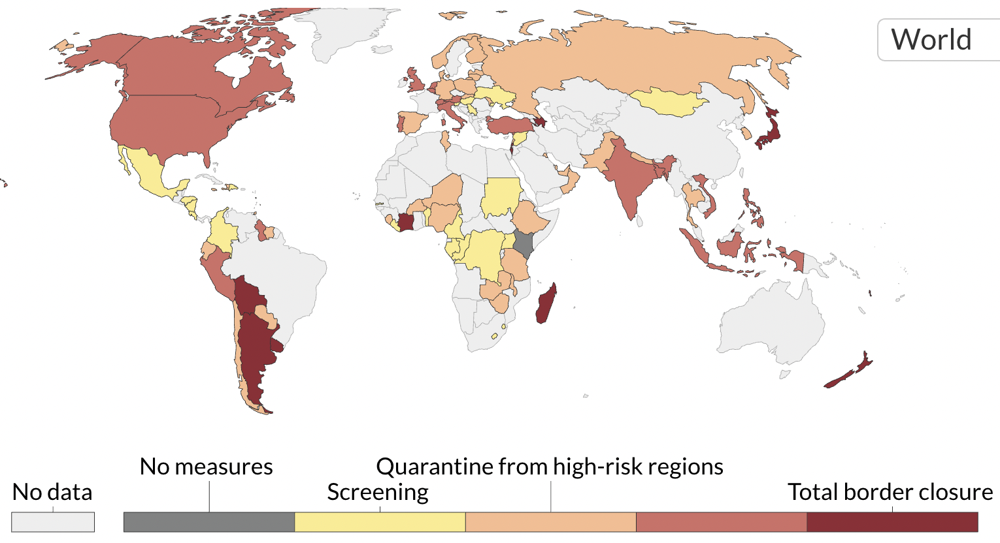 World
No measures
Quarantine from high-risk regions
No data
Screening
Total border closure